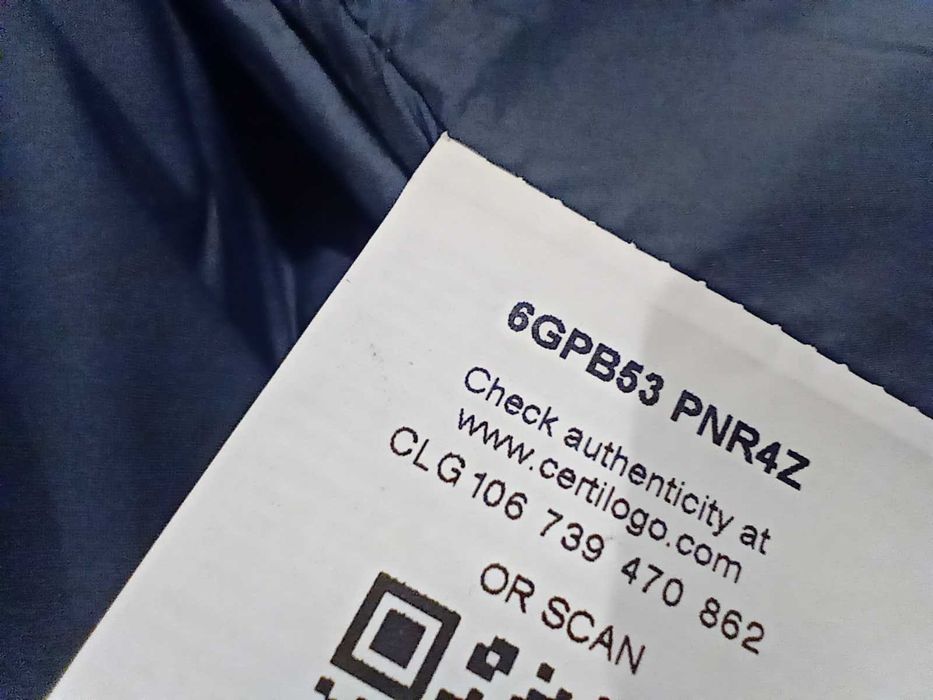 6GPB53 PNR4Z
Check authenticity at
www.certilogo.com
CLG 106 739 470 862
OR SCAN